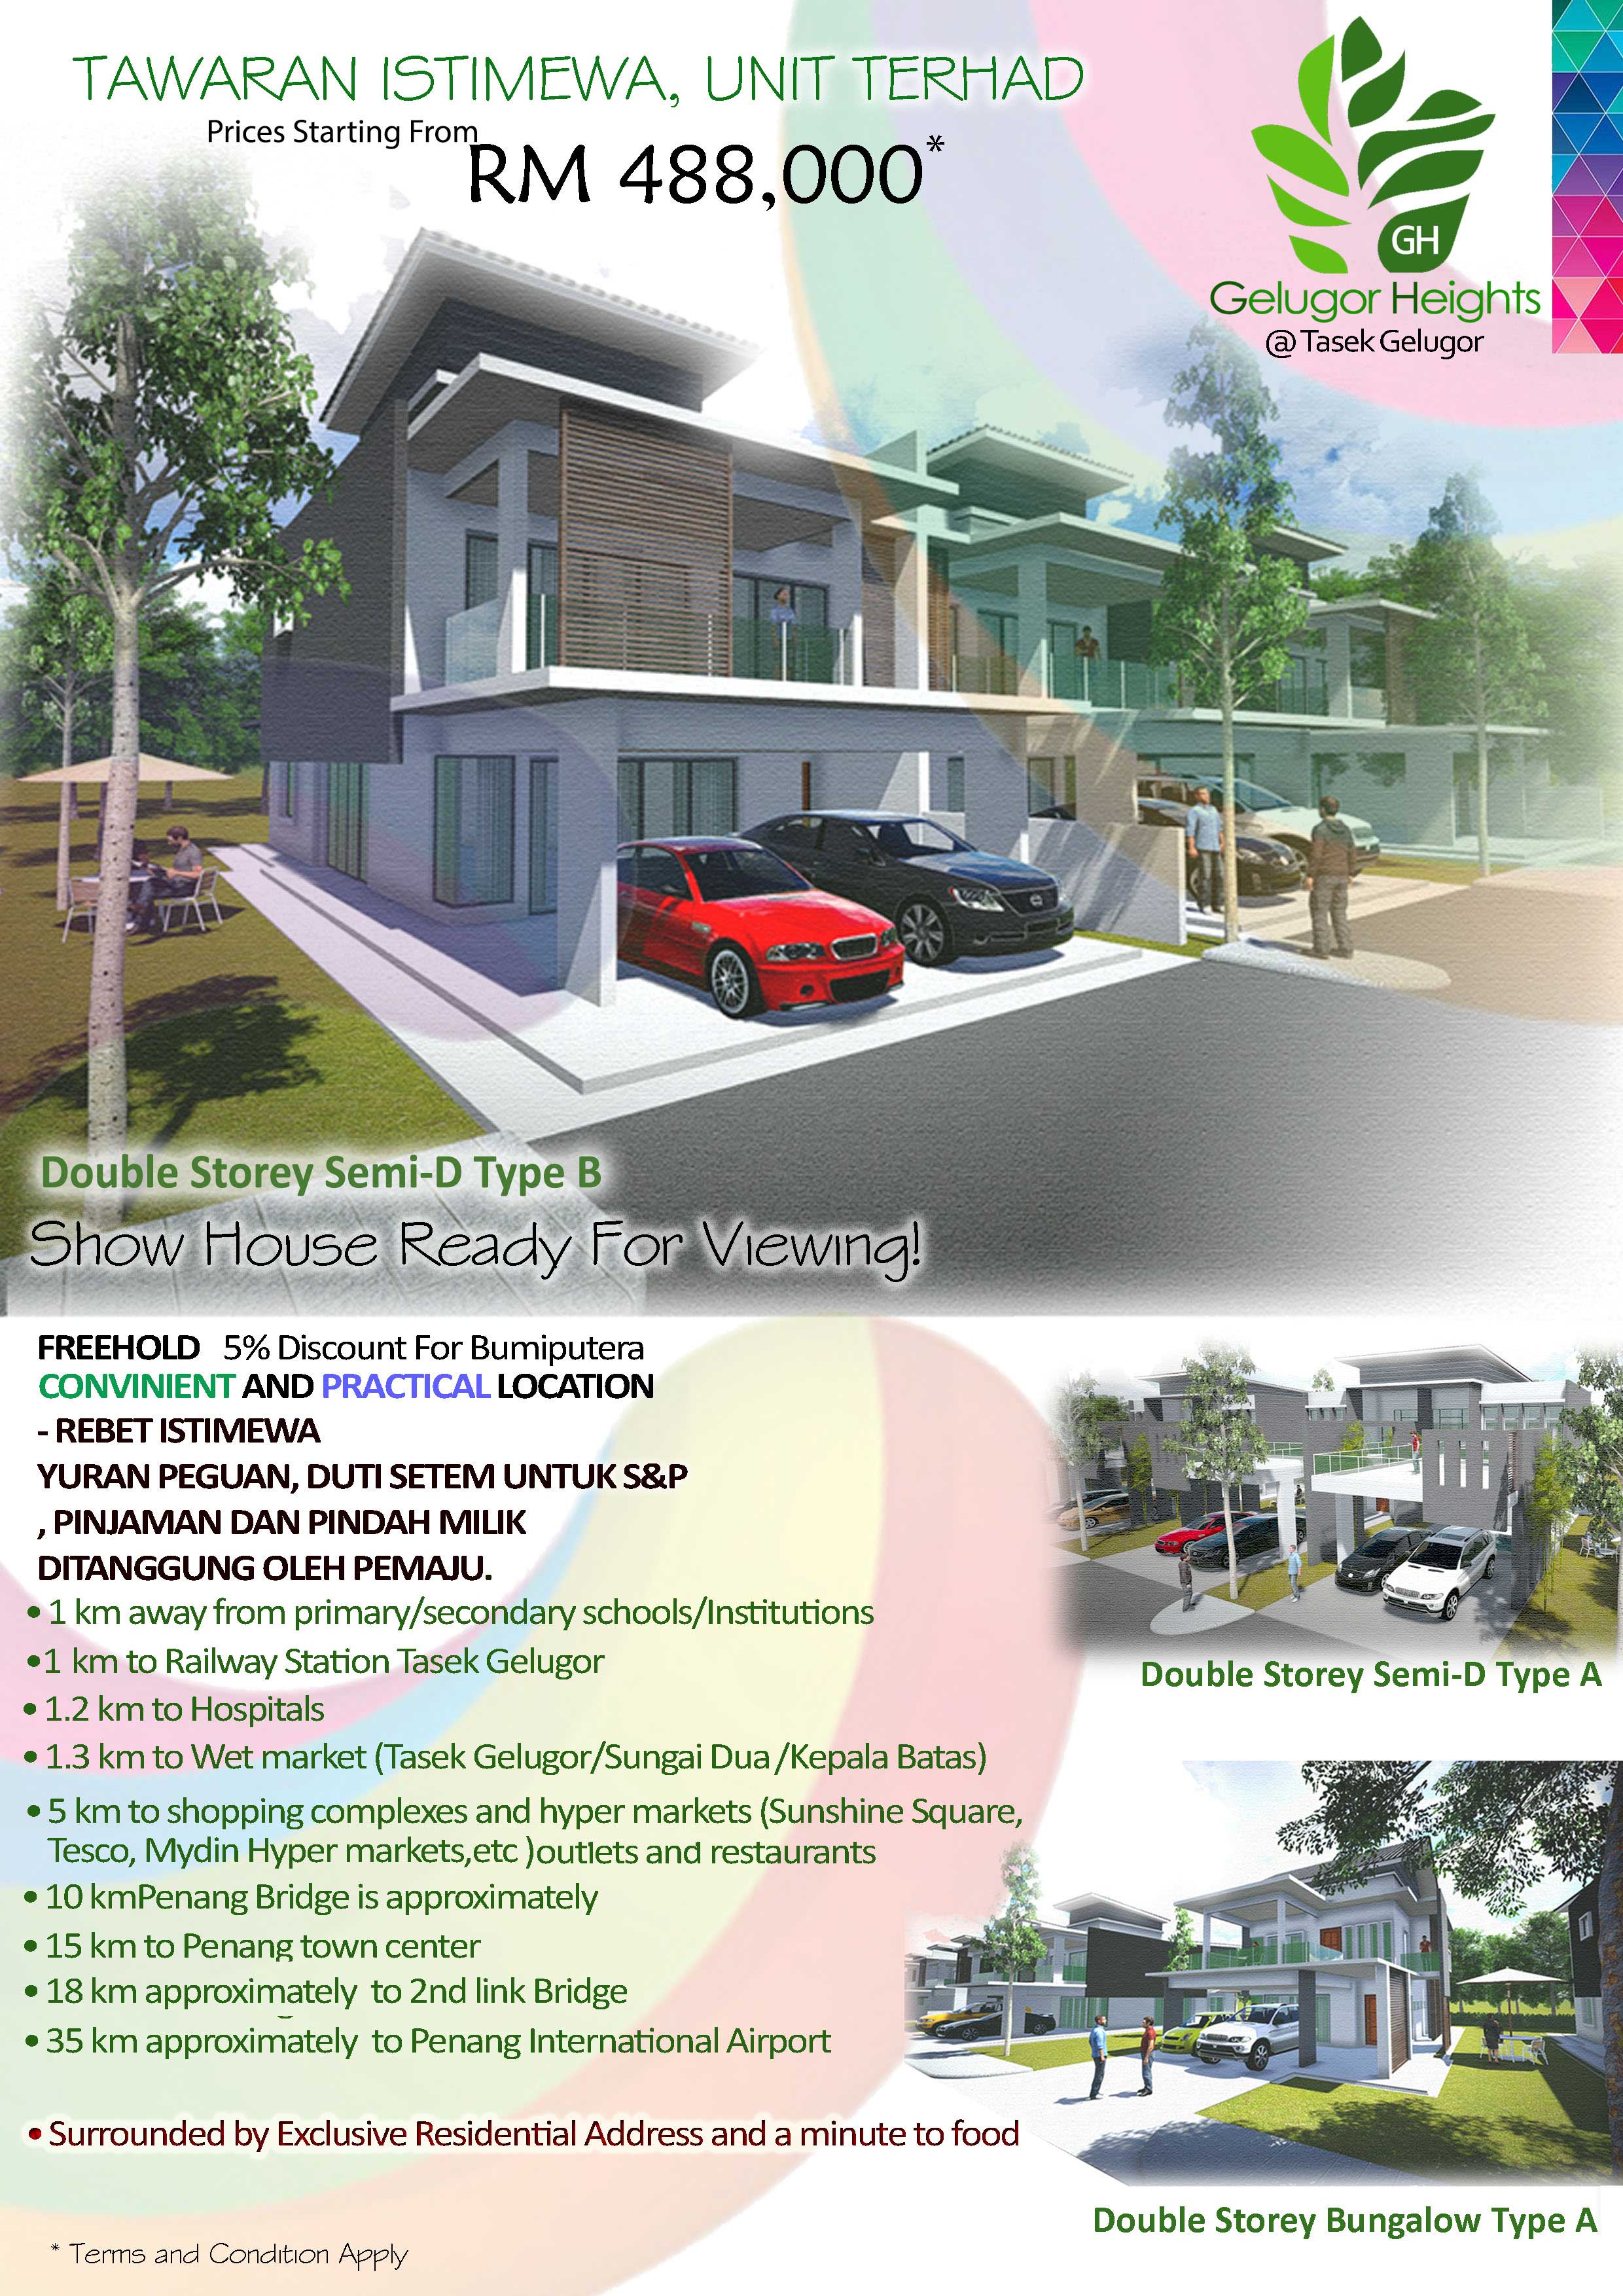 TAWARAN ISTIMEWA, UNIT TERHAD
Prices Starting From
RM 488,000*
GH
Gelugor Heights
@ Tasek Gelugor
Double Storey Semi-D Type B
Show House Ready For Viewing!
FREEHOLD 5% Discount For Bumiputera
CONVINIENT AND PRACTICAL LOCATION
- REBET ISTIMEWA
YURAN PEGUAN, DUTI SETEM UNTUK S&P
, PINJAMAN DAN PINDAH MILIK
DITANGGUNG OLEH PEMAJU.
• 1 km away from primary/secondary schools/Institutions
•1 km to Railway Station Tasek Gelugor
• 1.2 km to Hospitals
• 1.3 km to Wet market (Tasek Gelugor/Sungai Dua /Kepala Batas)
• 5 km to shopping complexes and hyper markets (Sunshine Square,
Tesco, Mydin Hyper markets,etc )outlets and restaurants
• 10 kmPenang Bridge is approximately
• 15 km to Penang town center
• 18 km approximately to 2nd link Bridge
• 35 km approximately to Penang International Airport
• Surrounded by Exclusive Residential Address and a minute to food
Double Storey Semi-D Type A
Double Storey Bungalow Type A
* Terms and Condition Apply